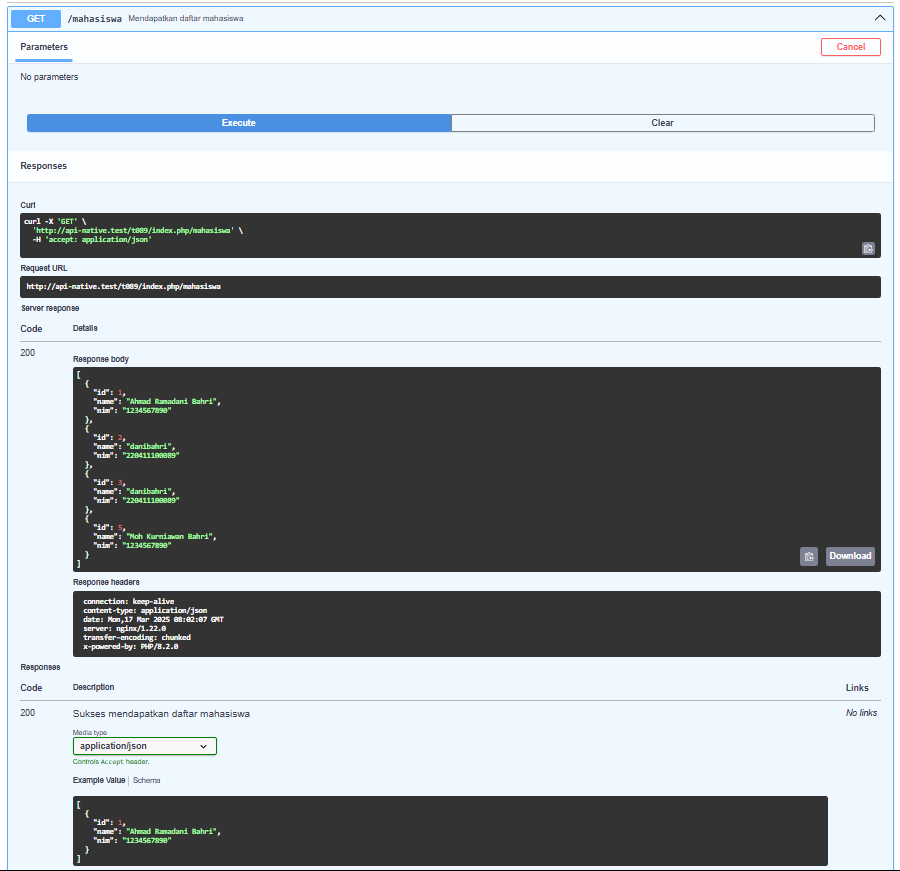 GET /mahasiswa Mendapatkan daftar mahasiswa
Parameters
Cancel
No parameters
Execute
Clear
Responses
Curl
curl -X 'GET' \
'http://api-native.test/t089/index.php/mahasiswa' \
-H 'accept: application/json'
Request URL
http://api-native.test/t089/index.php/mahasiswa
Server response
Code Details
200
Response body
[
{
"id": 1,
"name": "Ahmad Ramadani Bahri",
"nim": "1234567890"
},
{
"id": 2,
"name": "danibahri",
"nim": "220411100089"
},
{
"id": 3,
"name": "danibahri",
"nim": "220411100089"
},
{
"id": 5,
"name": "Moh Kurniawan Bahri",
"nim": "1234567890"
}
]
Download
Response headers
connection: keep-alive
content-type: application/json
date: Mon,17 Mar 2025 08:02:07 GMT
server: nginx/1.22.0
transfer-encoding: chunked
x-powered-by: PHP/8.2.0
Responses
Code Description Links
200 Sukses mendapatkan daftar mahasiswa No links
Media type
application/json
Controls Accept header.
Example Value Schema
[
{
"id": 1,
"name": "Ahmad Ramadani Bahri",
"nim": "1234567890"
}
]